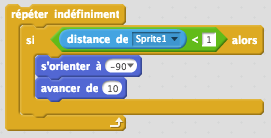 répéter indéfiniment
si distance de Sprite1 < 1 alors
s'orienter à -90
avancer de 10